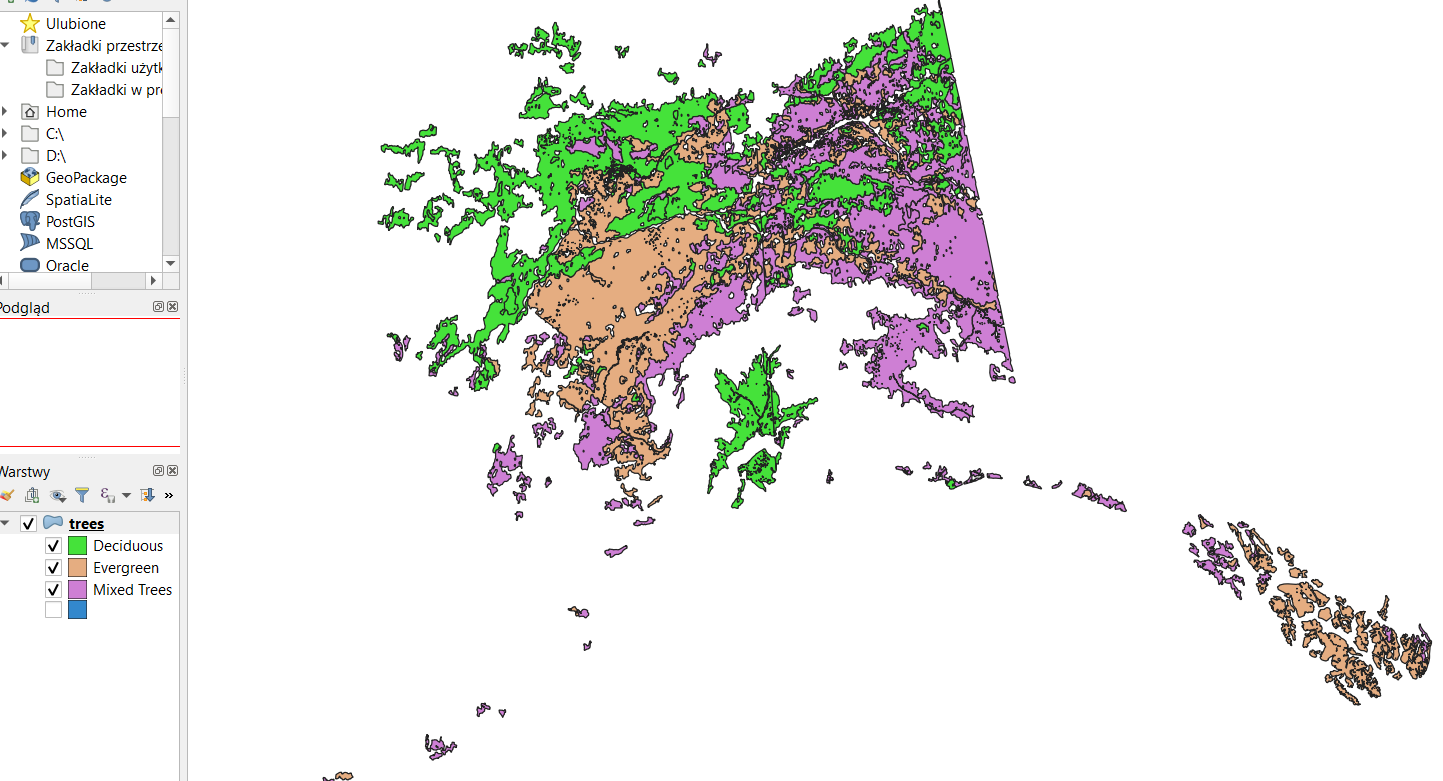 Ulubione
Zakładki przestrze
Zakładki użytk
Zakładki w pro
Home
C:\
D:\
GeoPackage
SpatiaLite
PostGIS
MSSQL
Oracle
Podgląd
Warstwy
ε
»
trees
Deciduous
Evergreen
Mixed Trees